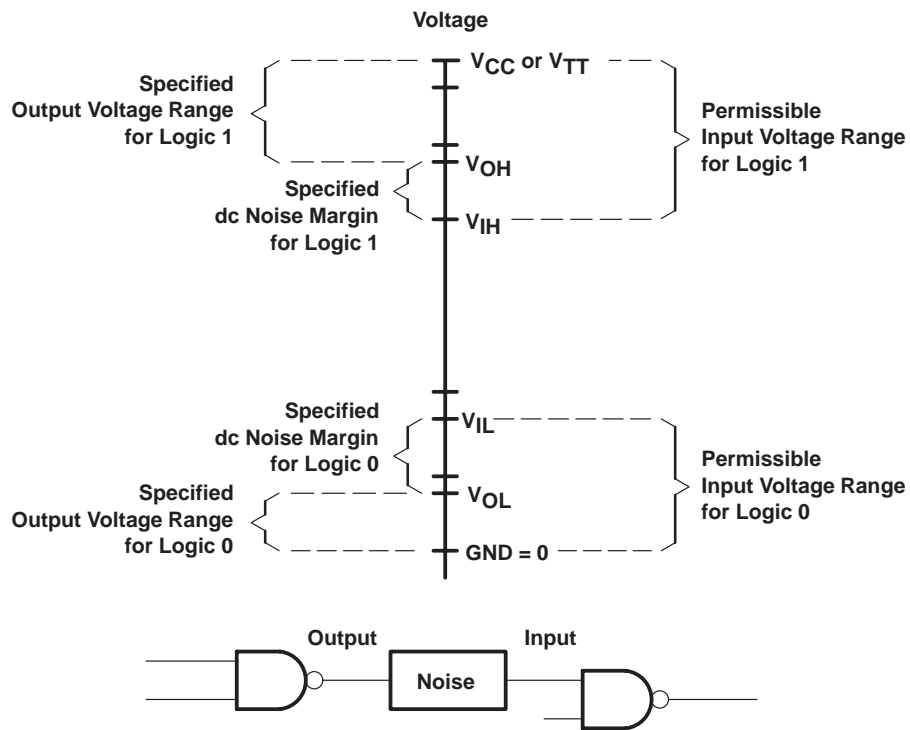 Voltage
VCC or VTT
Specified
Output Voltage Range
for Logic 1
Permissible
Input Voltage Range
for Logic 1
VOH
Specified
dc Noise Margin
for Logic 1
VIH
Specified
dc Noise Margin
for Logic 0
VIL
Permissible
Input Voltage Range
for Logic 0
Specified
Output Voltage Range
for Logic 0
VOL
GND = 0
Output
Input
Noise